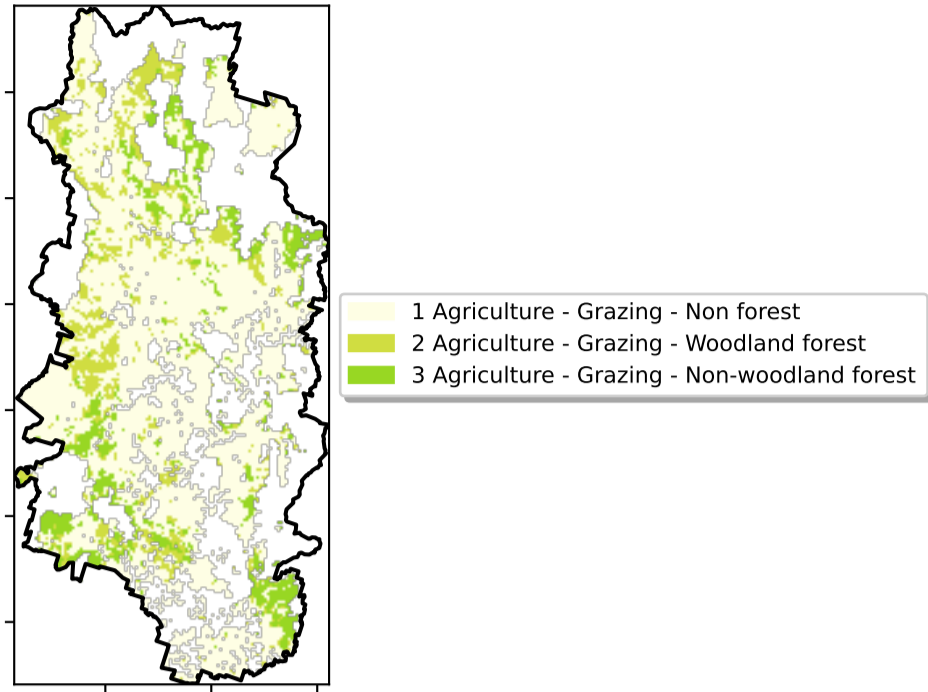 1 Agriculture - Grazing - Non forest
2 Agriculture - Grazing - Woodland forest
3 Agriculture - Grazing - Non-woodland forest